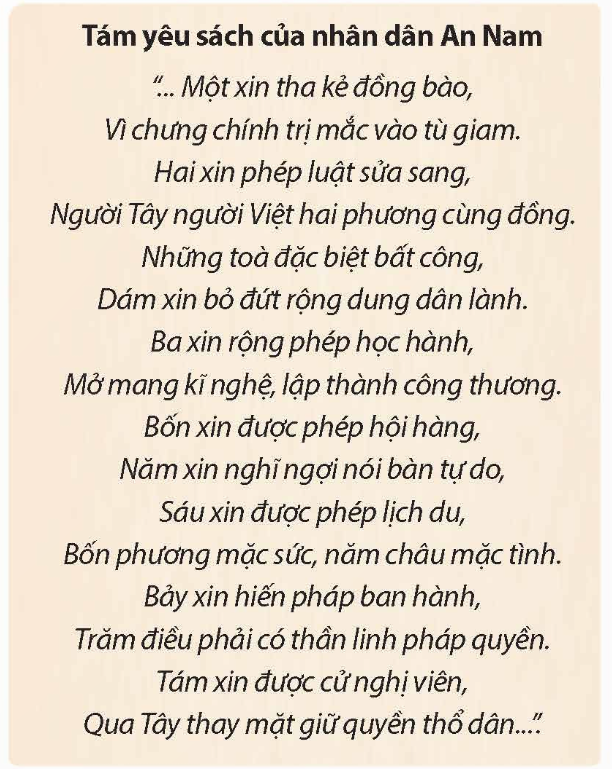 Tám yêu sách của nhân dân An Nam
“... Một xin tha kẻ đồng bào,
Vì chưng chính trị mắc vào tù giam.
Hai xin phép luật sửa sang,
Người Tây người Việt hai phương cùng đồng.
Những toà đặc biệt bất công,
Dám xin bỏ đứt rộng dung dân lành.
Ba xin rộng phép học hành,
Mở mang kĩ nghệ, lập thành công thương.
Bốn xin được phép hội hàng,
Năm xin nghĩ ngợi nói bàn tự do,
Sáu xin được phép lịch du,
Bốn phương mặc sức, năm châu mặc tình.
Bảy xin hiến pháp ban hành,
Trăm điều phải có thần linh pháp quyền.
Tám xin được cử nghị viên,
Qua Tây thay mặt giữ quyền thổ dân...”.